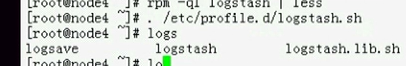 [root@node4 ~]# rpm -ql logstash | less
[root@node4 ~]# . /etc/profile.d/logstash.sh
[root@node4 ~]# logs
logsave logstash logstash.lib.sh
[root@node4 ~]# lo